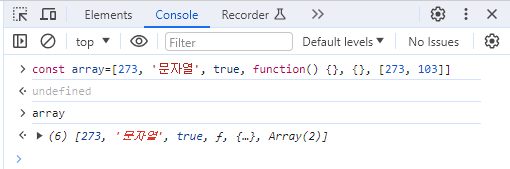 Elements Console Recorder
top Filter Default levels No Issues
const array=[273, '문자열', true, function() {}, {}, [273, 103]]
undefined
array
(6) [273, '문자열', true, ƒ, {…}, Array(2)]